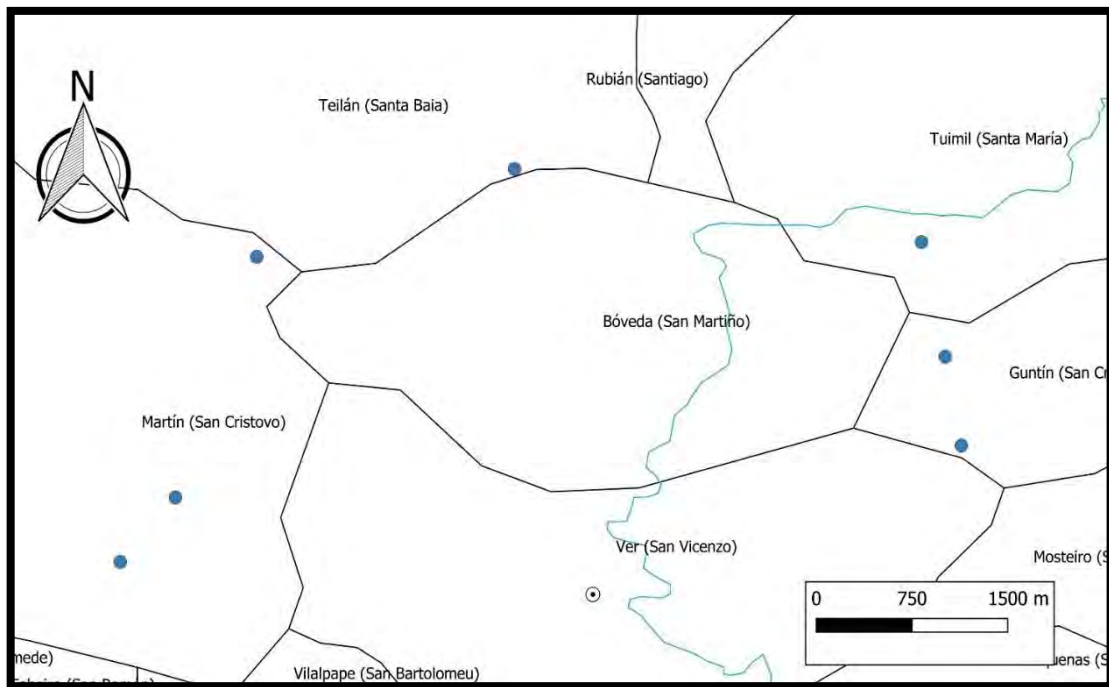 N
Rubián (Santiago)
Teilán (Santa Baia)
Tuimil (Santa María)
Bóveda (San Martiño)
Guntín (San C
Martín (San Cristovo)
Ver (San Vicenzo)
Mosteiro (S
0 750 1500 m
mede)
uenas (S
Vilalpape (San Bartolomeu)